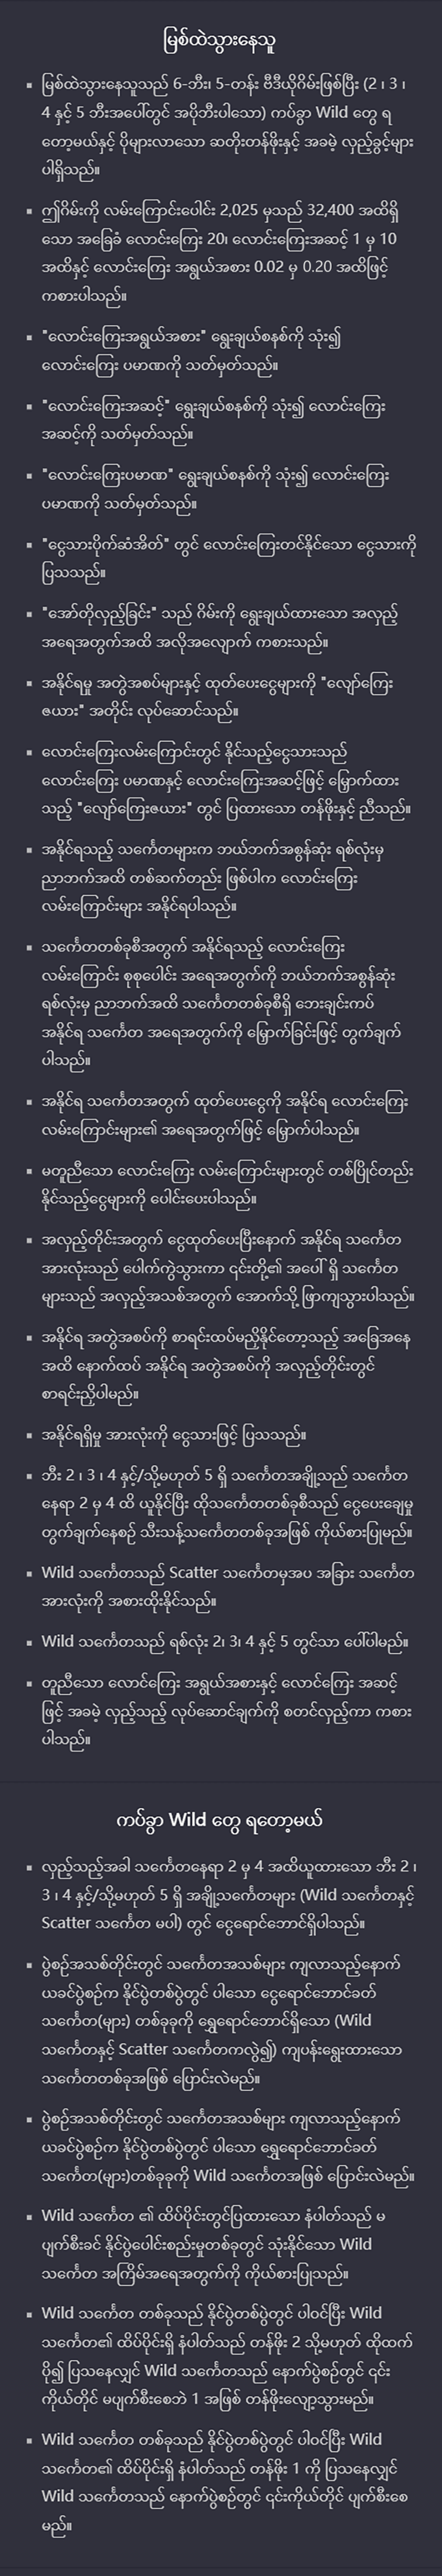 မြစ်ထဲသွားနေသူ
▪ မြစ်ထဲသွားနေသူသည် 6-ဘီး၊ 5-တန်း ဗီဒီယိုဂိမ်းဖြစ်ပြီး (2 ၊ 3 ၊
4 နှင့် 5 ဘီးအပေါ်တွင် အပိုဘီးပါသော) ကပ်ခွာ Wild တွေ ရ
တော့မယ်နှင့် ပိုများလာသော ဆတိုးတန်ဖိုးနှင့် အခမဲ့ လှည့်ခွင့်များ
ပါရှိသည်။
▪ ဤဂိမ်းကို လမ်းကြောင်းပေါင်း 2,025 မှသည် 32,400 အထိရှိ
သော အခြေခံ လောင်းကြေး 20၊ လောင်းကြေးအဆင့် 1 မှ 10
အထိနှင့် လောင်းကြေး အရွယ်အစား 0.02 မှ 0.20 အထိဖြင့်
ကစားပါသည်။
▪ "လောင်းကြေးအရွယ်အစား" ရွေးချယ်စနစ်ကို သုံး၍
လောင်းကြေး ပမာဏကို သတ်မှတ်သည်။
▪ "လောင်းကြေးအဆင့်" ရွေးချယ်စနစ်ကို သုံး၍ လောင်းကြေး
အဆင့်ကို သတ်မှတ်သည်။
▪ "လောင်းကြေးပမာဏ" ရွေးချယ်စနစ်ကို သုံး၍ လောင်းကြေး
ပမာဏကို သတ်မှတ်သည်။
▪ "ငွေသားပိုက်ဆံအိတ်" တွင် လောင်းကြေးတင်နိုင်သော ငွေသားကို
ပြသသည်။
▪ "အော်တိုလှည့်ခြင်း" သည် ဂိမ်းကို ရွေးချယ်ထားသော အလှည့်
အရေအတွက်အထိ အလိုအလျောက် ကစားသည်။
▪ အနိုင်ရမှု အတွဲအစပ်များနှင့် ထုတ်ပေးငွေများကို "လျော်ကြေး
ဇယား" အတိုင်း လုပ်ဆောင်သည်။
▪ လောင်းကြေးလမ်းကြောင်းတွင် နိုင်သည့်ငွေသားသည်
လောင်းကြေး ပမာဏနှင့် လောင်းကြေးအဆင့်ဖြင့် မြှောက်ထား
သည့် "လျော်ကြေးဇယား" တွင် ပြထားသော တန်ဖိုးနှင့် ညီသည်။
▪ အနိုင်ရသည့် သင်္ကေတများက ဘယ်ဘက်အစွန်ဆုံး ရစ်လုံးမှ
ညာဘက်အထိ တစ်ဆက်တည်း ဖြစ်ပါက လောင်းကြေး
လမ်းကြောင်းများ အနိုင်ရပါသည်။
▪ သင်္ကေတတစ်ခုစီအတွက် အနိုင်ရသည့် လောင်းကြေး
လမ်းကြောင်း စုစုပေါင်း အရေအတွက်ကို ဘယ်ဘက်အစွန်ဆုံး
ရစ်လုံးမှ ညာဘက်အထိ သင်္ကေတတစ်ခုစီရှိ ဘေးချင်းကပ်
အနိုင်ရ သင်္ကေတ အရေအတွက်ကို မြှောက်ခြင်းဖြင့် တွက်ချက်
ပါသည်။
▪ အနိုင်ရ သင်္ကေတအတွက် ထုတ်ပေးငွေကို အနိုင်ရ လောင်းကြေး
လမ်းကြောင်းများ၏ အရေအတွက်ဖြင့် မြှောက်ပါသည်။
▪ မတူညီသော လောင်းကြေး လမ်းကြောင်းများတွင် တစ်ပြိုင်တည်း
နိုင်သည့်ငွေများကို ပေါင်းပေးပါသည်။
▪ အလှည့်တိုင်းအတွက် ငွေထုတ်ပေးပြီးနောက် အနိုင်ရ သင်္ကေတ
အားလုံးသည် ပေါက်ကွဲသွားကာ ၎င်းတို့၏ အပေါ် ရှိ သင်္ကေတ
များသည် အလှည့်အသစ်အတွက် အောက်သို့ ဖြာကျသွားပါသည်။
▪ အနိုင်ရ အတွဲအစပ်ကို စာရင်းထပ်မညှိနိုင်တော့သည့် အခြေအနေ
အထိ နောက်ထပ် အနိုင်ရ အတွဲအစပ်ကို အလှည့်တိုင်းတွင်
စာရင်းညှိပါမည်။
▪ အနိုင်ရရှိမှု အားလုံးကို ငွေသားဖြင့် ပြသသည်။
▪ ဘီး 2 ၊ 3 ၊ 4 နှင့်/သို့မဟုတ် 5 ရှိ သင်္ကေတအချို့သည် သင်္ကေတ
နေရာ 2 မှ 4 ထိ ယူနိုင်ပြီး ထိုသင်္ကေတတစ်ခုစီသည် ငွေပေးချေမှု
တွက်ချက်နေစဉ် သီးသန့်သင်္ကေတတစ်ခုအဖြစ် ကိုယ်စားပြုမည်။
▪ Wild သင်္ကေတသည် Scatter သင်္ကေတမှအပ အခြား သင်္ကေတ
အားလုံးကို အစားထိုးနိုင်သည်။
▪ Wild သင်္ကေတသည် ရစ်လုံး 2၊ 3၊ 4 နှင့် 5 တွင်သာ ပေါ်ပါမည်။
▪ တူညီသော လောင်ကြေး အရွယ်အစားနှင့် လောင်ကြေး အဆင့်
ဖြင့် အခမဲ့ လှည့်သည့် လုပ်ဆောင်ချက်ကို စတင်လှည့်ကာ ကစား
ပါသည်။
ကပ်ခွာ Wild တွေ ရတော့မယ်
▪ လှည့်သည့်အခါ သင်္ကေတနေရာ 2 မှ 4 အထိယူထားသော ဘီး 2 ၊
3 ၊ 4 နှင့်/သို့မဟုတ် 5 ရှိ အချို့သင်္ကေတများ (Wild သင်္ကေတနှင့်
Scatter သင်္ကေတ မပါ) တွင် ငွေရောင်ဘောင်ရှိပါသည်။
▪ ပွဲစဉ်အသစ်တိုင်းတွင် သင်္ကေတအသစ်များ ကျလာသည့်နောက်
ယခင်ပွဲစဉ်က နိုင်ပွဲတစ်ပွဲတွင် ပါသော ငွေရောင်ဘောင်ခတ်
သင်္ကေတ(များ) တစ်ခုခုကို ရွှေရောင်ဘောင်ရှိသော (Wild
သင်္ကေတနှင့် Scatter သင်္ကေတကလွဲ၍) ကျပန်းရွေးထားသော
သင်္ကေတတစ်ခုအဖြစ် ပြောင်းလဲမည်။
▪ ပွဲစဉ်အသစ်တိုင်းတွင် သင်္ကေတအသစ်များ ကျလာသည့်နောက်
ယခင်ပွဲစဉ်က နိုင်ပွဲတစ်ပွဲတွင် ပါသော ရွှေရောင်ဘောင်ခတ်
သင်္ကေတ(များ)တစ်ခုခုကို Wild သင်္ကေတအဖြစ် ပြောင်းလဲမည်။
▪ Wild သင်္ကေတ ၏ ထိပ်ပိုင်းတွင်ပြထားသော နံပါတ်သည် မ
ပျက်စီးခင် နိုင်ပွဲပေါင်းစည်းမှုတစ်ခုတွင် သုံးနိုင်သော Wild
သင်္ကေတ အကြိမ်အရေအတွက်ကို ကိုယ်စားပြုသည်။
▪ Wild သင်္ကေတ တစ်ခုသည် နိုင်ပွဲတစ်ပွဲတွင် ပါဝင်ပြီး Wild
သင်္ကေတ၏ ထိပ်ပိုင်းရှိ နံပါတ်သည် တန်ဖိုး 2 သို့မဟုတ် ထိုထက်
ပို၍ ပြသနေလျှင် Wild သင်္ကေတသည် နောက်ပွဲစဉ်တွင် ၎င်း
ကိုယ်တိုင် မပျက်စီးစေဘဲ 1 အဖြစ် တန်ဖိုးလျော့သွားမည်။
▪ Wild သင်္ကေတ တစ်ခုသည် နိုင်ပွဲတစ်ပွဲတွင် ပါဝင်ပြီး Wild
သင်္ကေတ၏ ထိပ်ပိုင်းရှိ နံပါတ်သည် တန်ဖိုး 1 ကို ပြသနေလျှင်
Wild သင်္ကေတသည် နောက်ပွဲစဉ်တွင် ၎င်းကိုယ်တိုင် ပျက်စီးစေ
မည်။